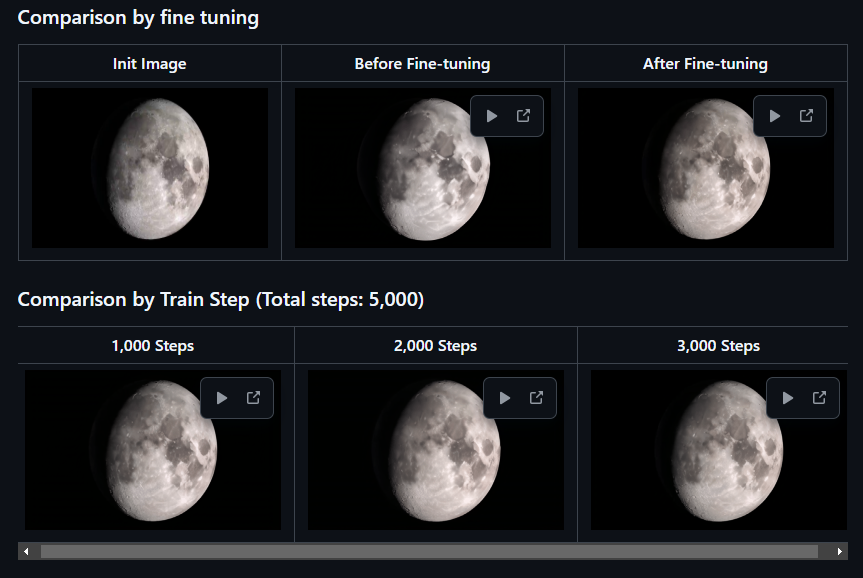 Comparison by fine tuning
Init Image
Before Fine-tuning
After Fine-tuning
Comparison by Train Step (Total steps: 5,000)
1,000 Steps
2,000 Steps
3,000 Steps